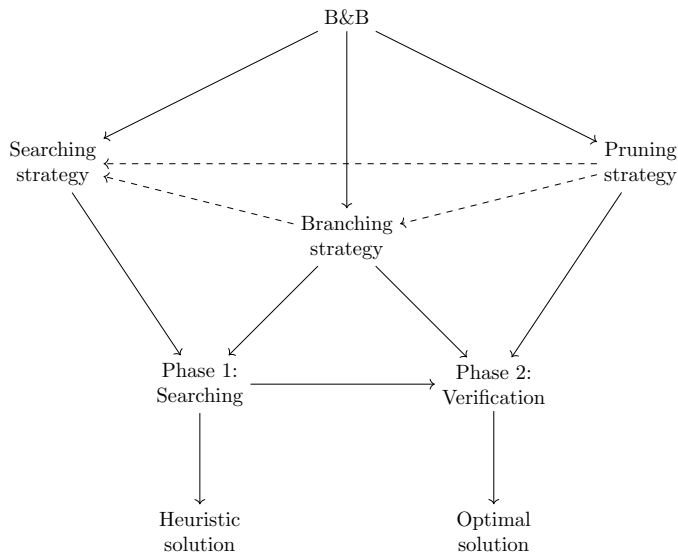 B&B
Searching
strategy
Pruning
strategy
Branching
strategy
Phase 1:
Searching
Phase 2:
Verification
Heuristic
solution
Optimal
solution